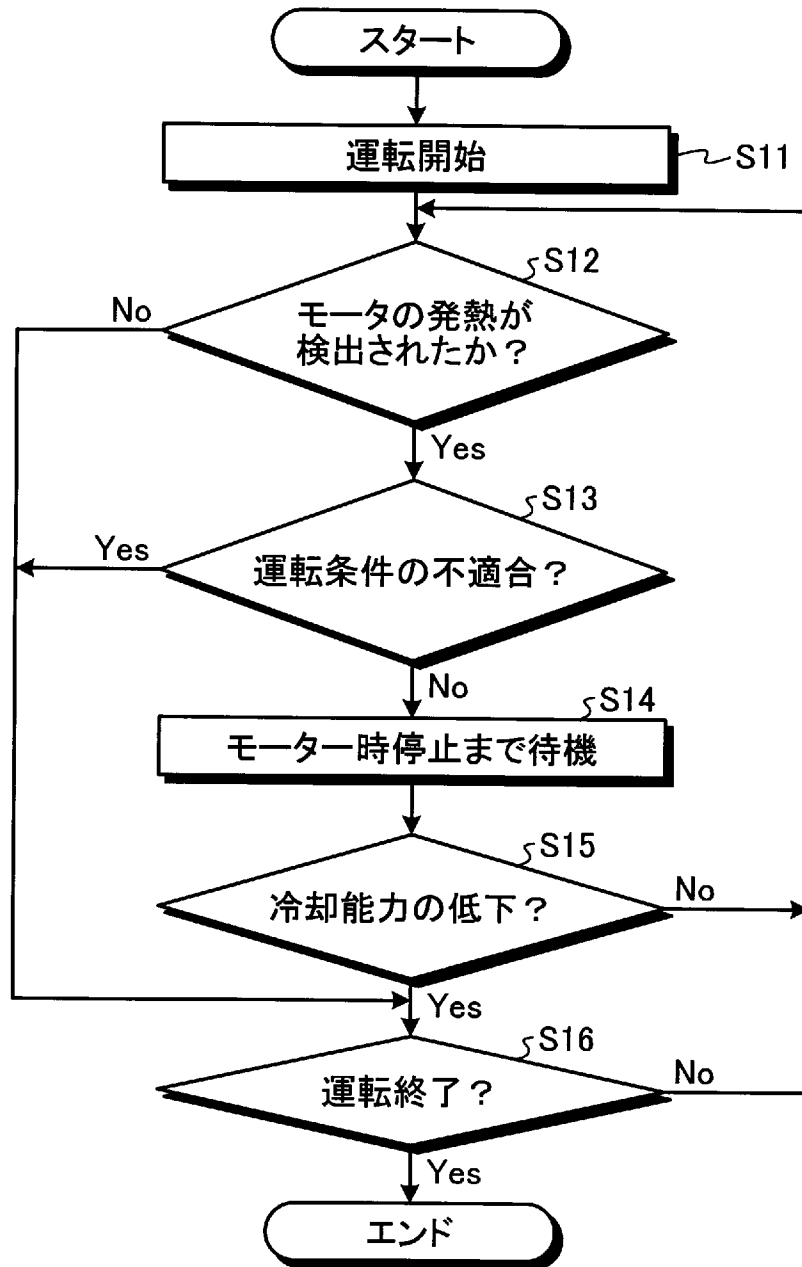 スタート
運転開始
S11
S12
No
モータの発熱が
検出されたか？
Yes
S13
Yes
運転条件の不適合？
No
S14
モータ一時停止まで待機
S15
冷却能力の低下？
No
Yes
S16
運転終了？
No
Yes
エンド